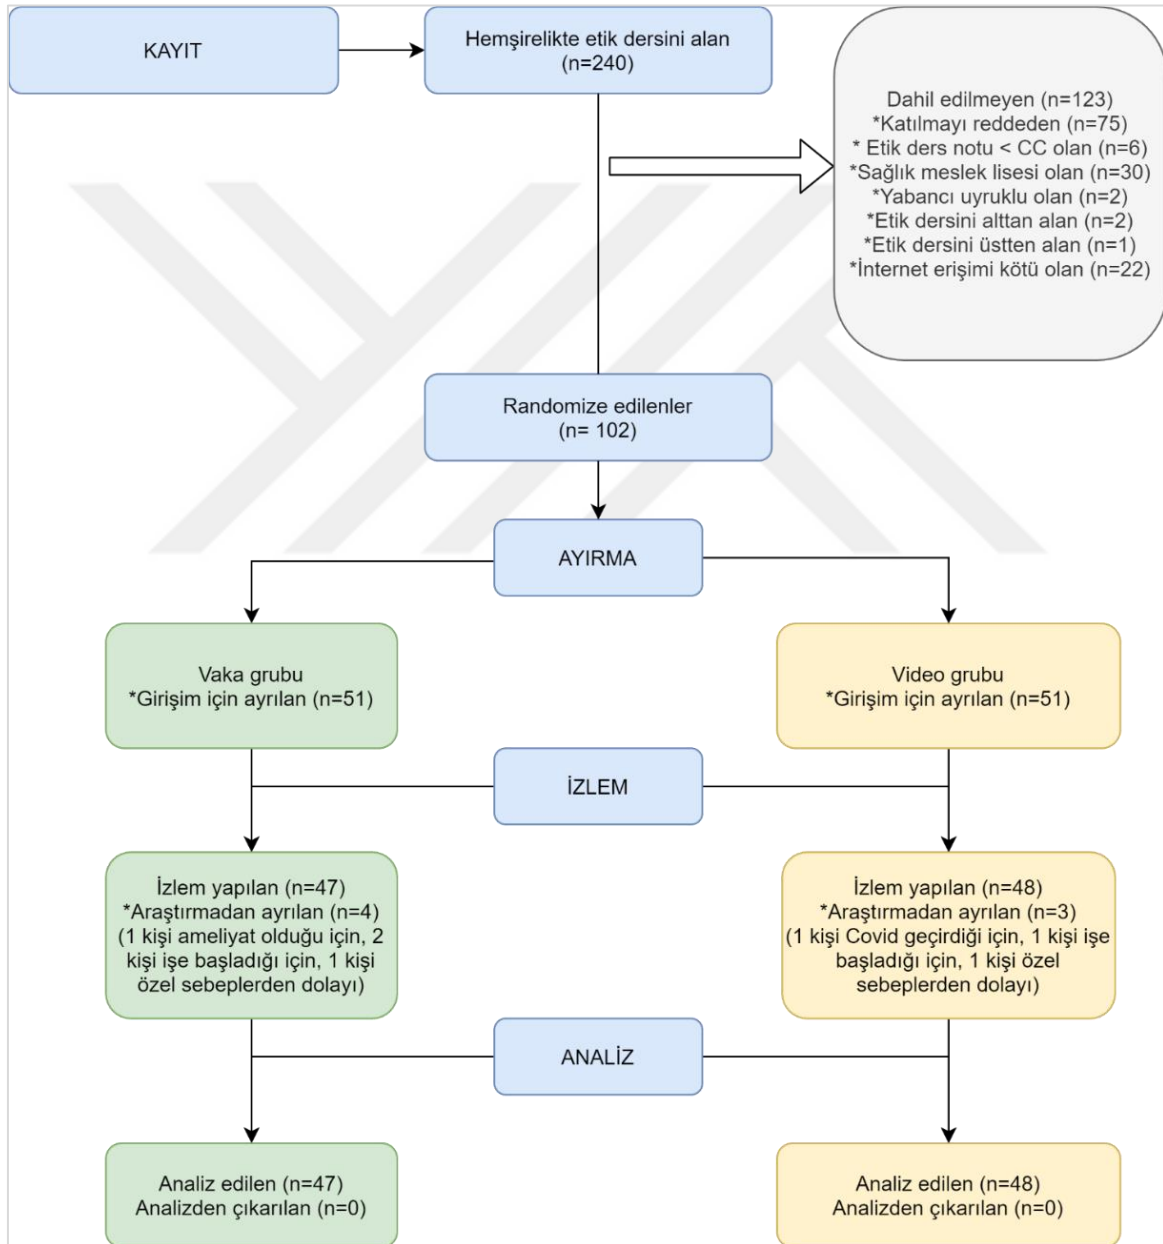 KAYIT
Hemşirelikte etik dersini alan
(n=240)
Dahil edilmeyen (n=123)
*Katılmayı reddeden (n=75)
* Etik ders notu < CC olan (n=6)
*Sağlık meslek lisesi olan (n=30)
*Yabancı uyruklu olan (n=2)
*Etik dersini alttan alan (n=2)
*Etik dersini üstten alan (n=1)
*İnternet erişimi kötü olan (n=22)
Randomize edilenler
(n= 102)
AYIRMA
Vaka grubu
*Girişim için ayrılan (n=51)
Video grubu
*Girişim için ayrılan (n=51)
İZLEM
İzlem yapılan (n=47)
*Araştırmadan ayrılan (n=4)
(1 kişi ameliyat olduğu için, 2
kişi işe başladığı için, 1 kişi
özel sebeplerden dolayı)
İzlem yapılan (n=48)
*Araştırmadan ayrılan (n=3)
(1 kişi Covid geçirdiği için, 1 kişi işe
başladığı için, 1 kişi özel
sebeplerden dolayı)
ANALİZ
Analiz edilen (n=47)
Analizden çıkarılan (n=0)
Analiz edilen (n=48)
Analizden çıkarılan (n=0)